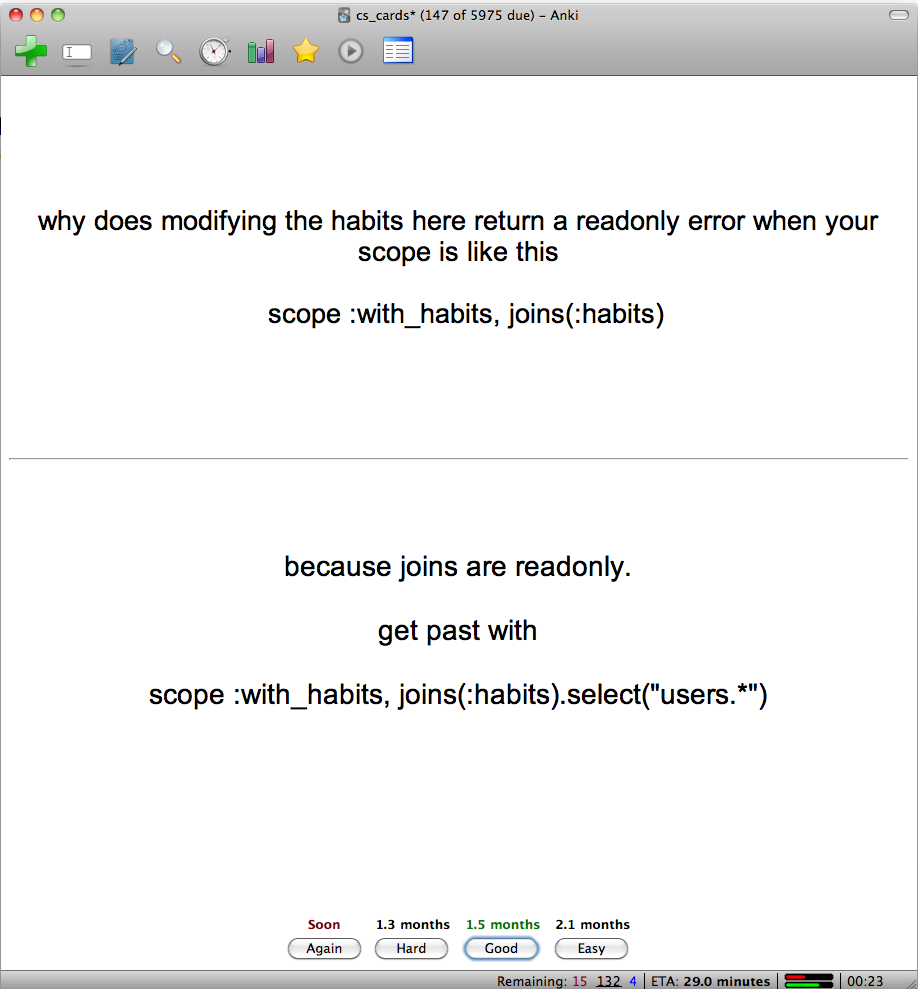 cs_cards* (147 of 5975 due) – Anki
why does modifying the habits here return a readonly error when your
scope is like this
scope :with_habits, joins(:habits)
because joins are readonly.
get past with
scope :with_habits, joins(:habits).select("users.*")
Soon 1.3 months 1.5 months 2.1 months
Again Hard Good Easy
Remaining: 15 132 4 ETA: 29.0 minutes 00:23